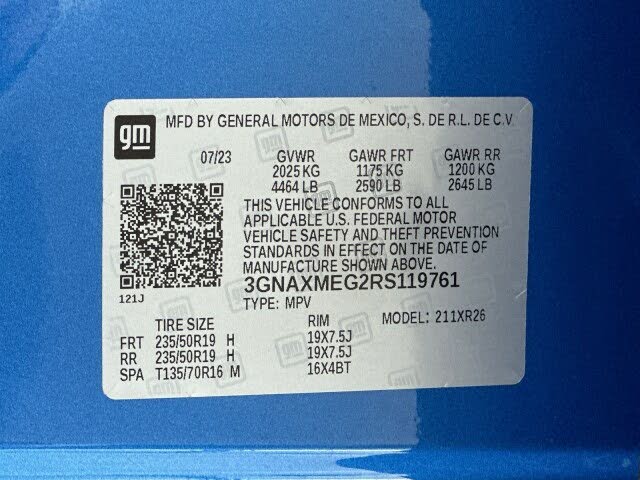 gm
MFD BY GENERAL MOTORS DE MEXICO, S. DE R.L. DE C.V.
07/23 GVWR GAWR FRT GAWR RR
2025 KG 1175 KG 1200 KG
4464 LB 2590 LB 2645 LB
THIS VEHICLE CONFORMS TO ALL
APPLICABLE U.S. FEDERAL MOTOR
VEHICLE SAFETY AND THEFT PREVENTION
STANDARDS IN EFFECT ON THE DATE OF
MANUFACTURE SHOWN ABOVE.
3GNAXMEG2RS119761
121J
TYPE: MPV
TIRE SIZE RIM MODEL: 211XR26
FRT 235/50R19 H 19X7.5J
RR 235/50R19 H 19X7.5J
SPA T135/70R16 M 16X4BT